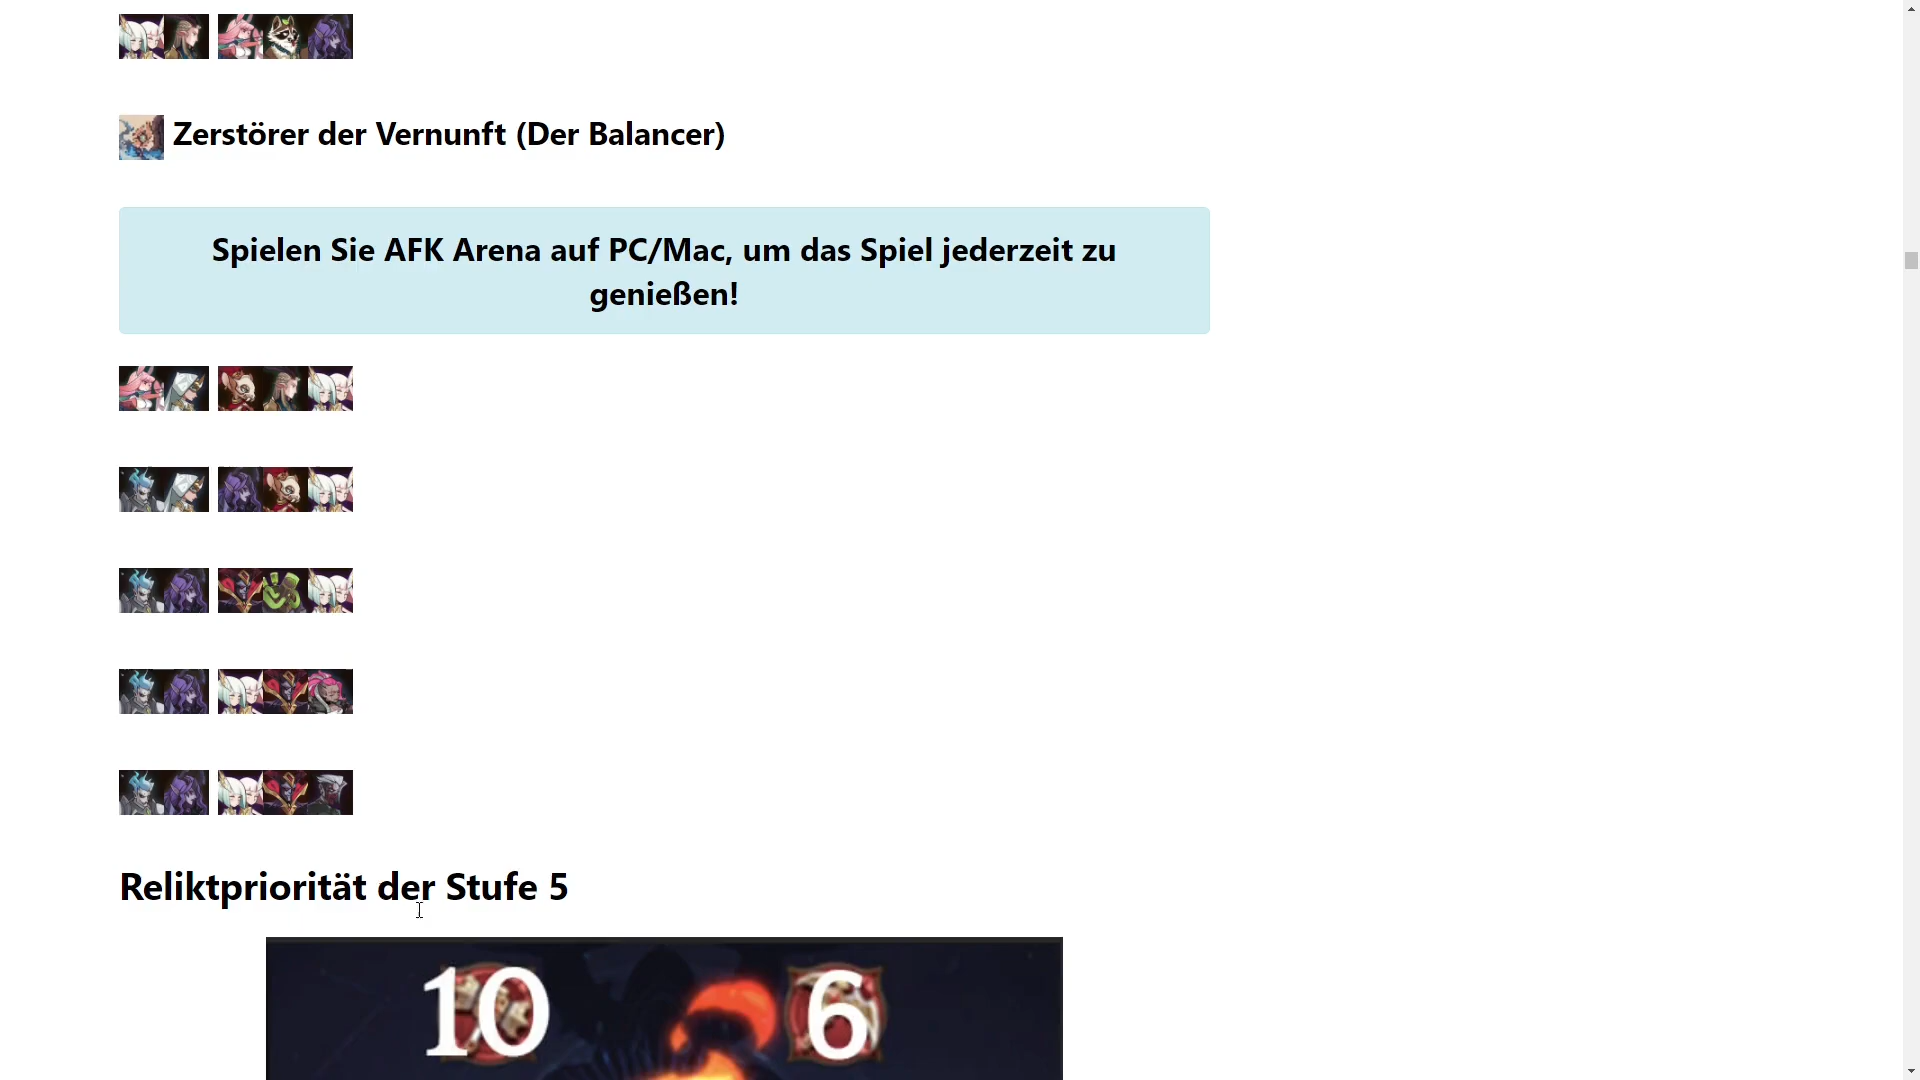 Zerstörer der Vernunft (Der Balancer)
Spielen Sie AFK Arena auf PC/Mac, um das Spiel jederzeit zu
genießen!
Reliktpriorität der Stufe 5
10 6